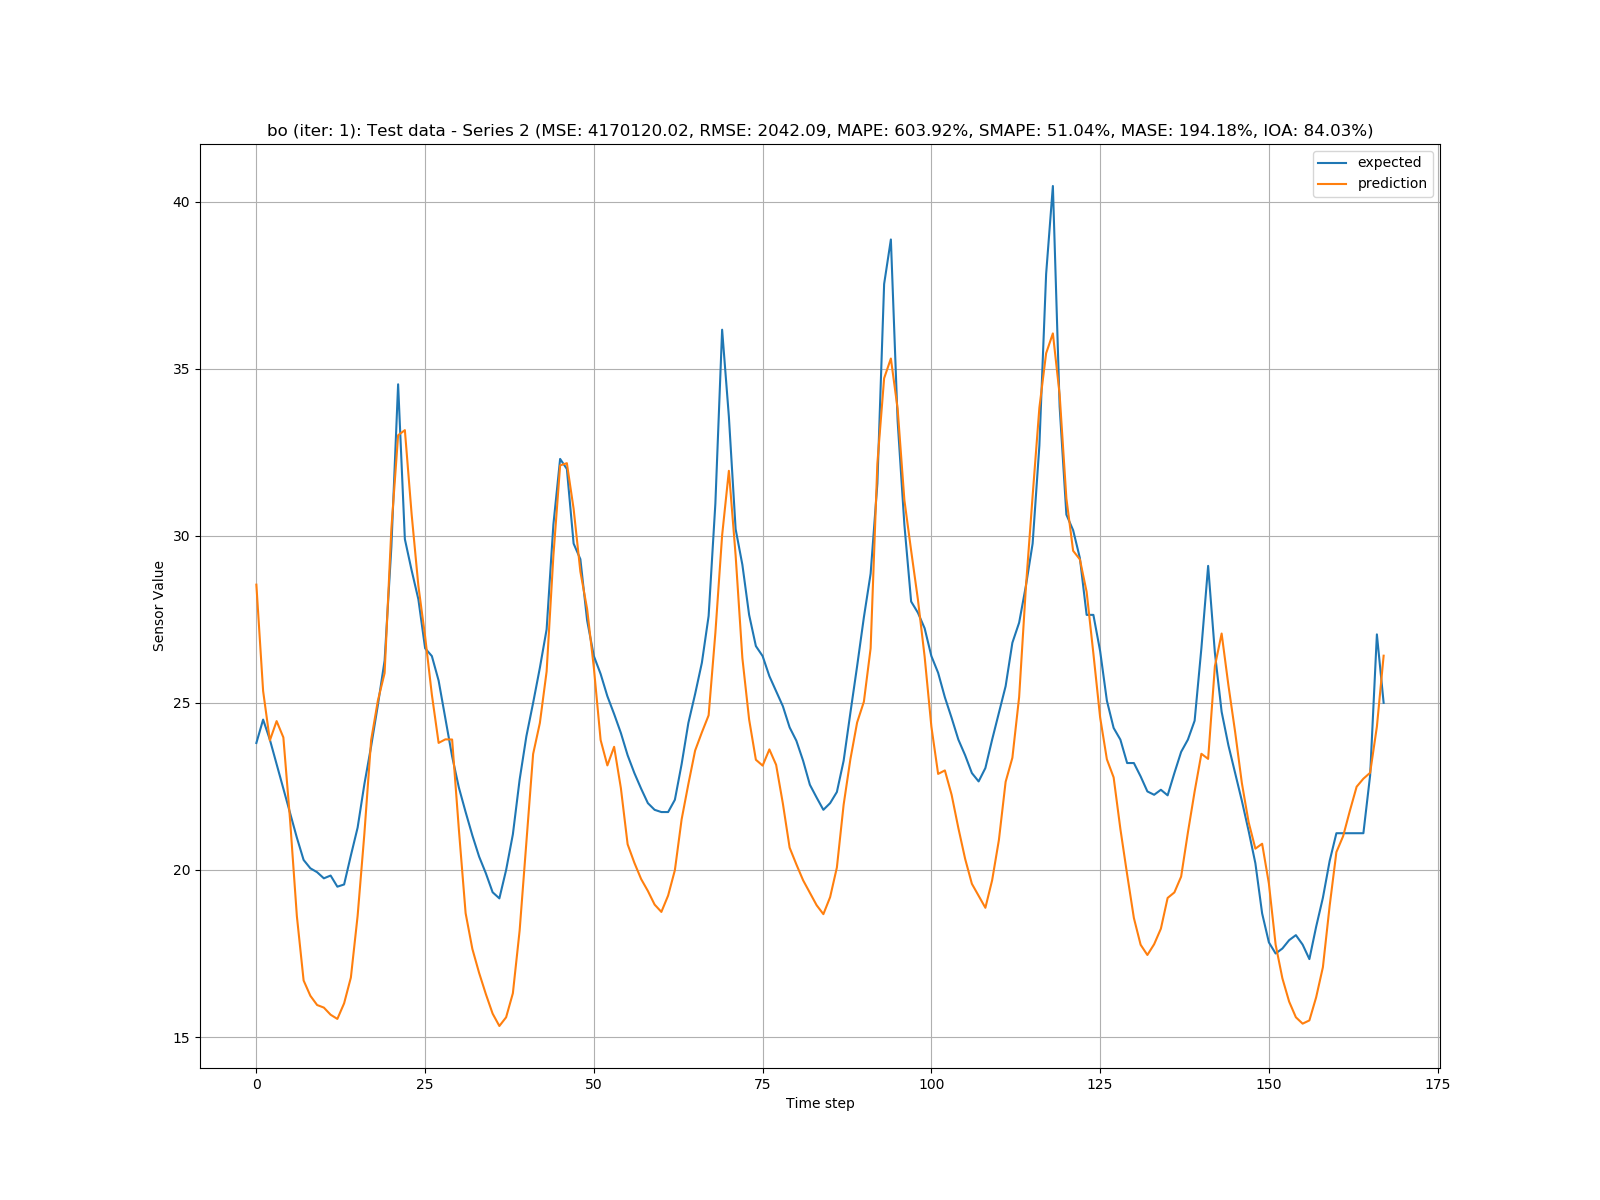 bo (iter: 1): Test data - Series 2 (MSE: 4170120.02, RMSE: 2042.09, MAPE: 603.92%, SMAPE: 51.04%, MASE: 194.18%, IOA: 84.03%)
expected
prediction
40
35
30
25
20
15
Sensor Value
0 25 50 75 100 125 150 175
Time step